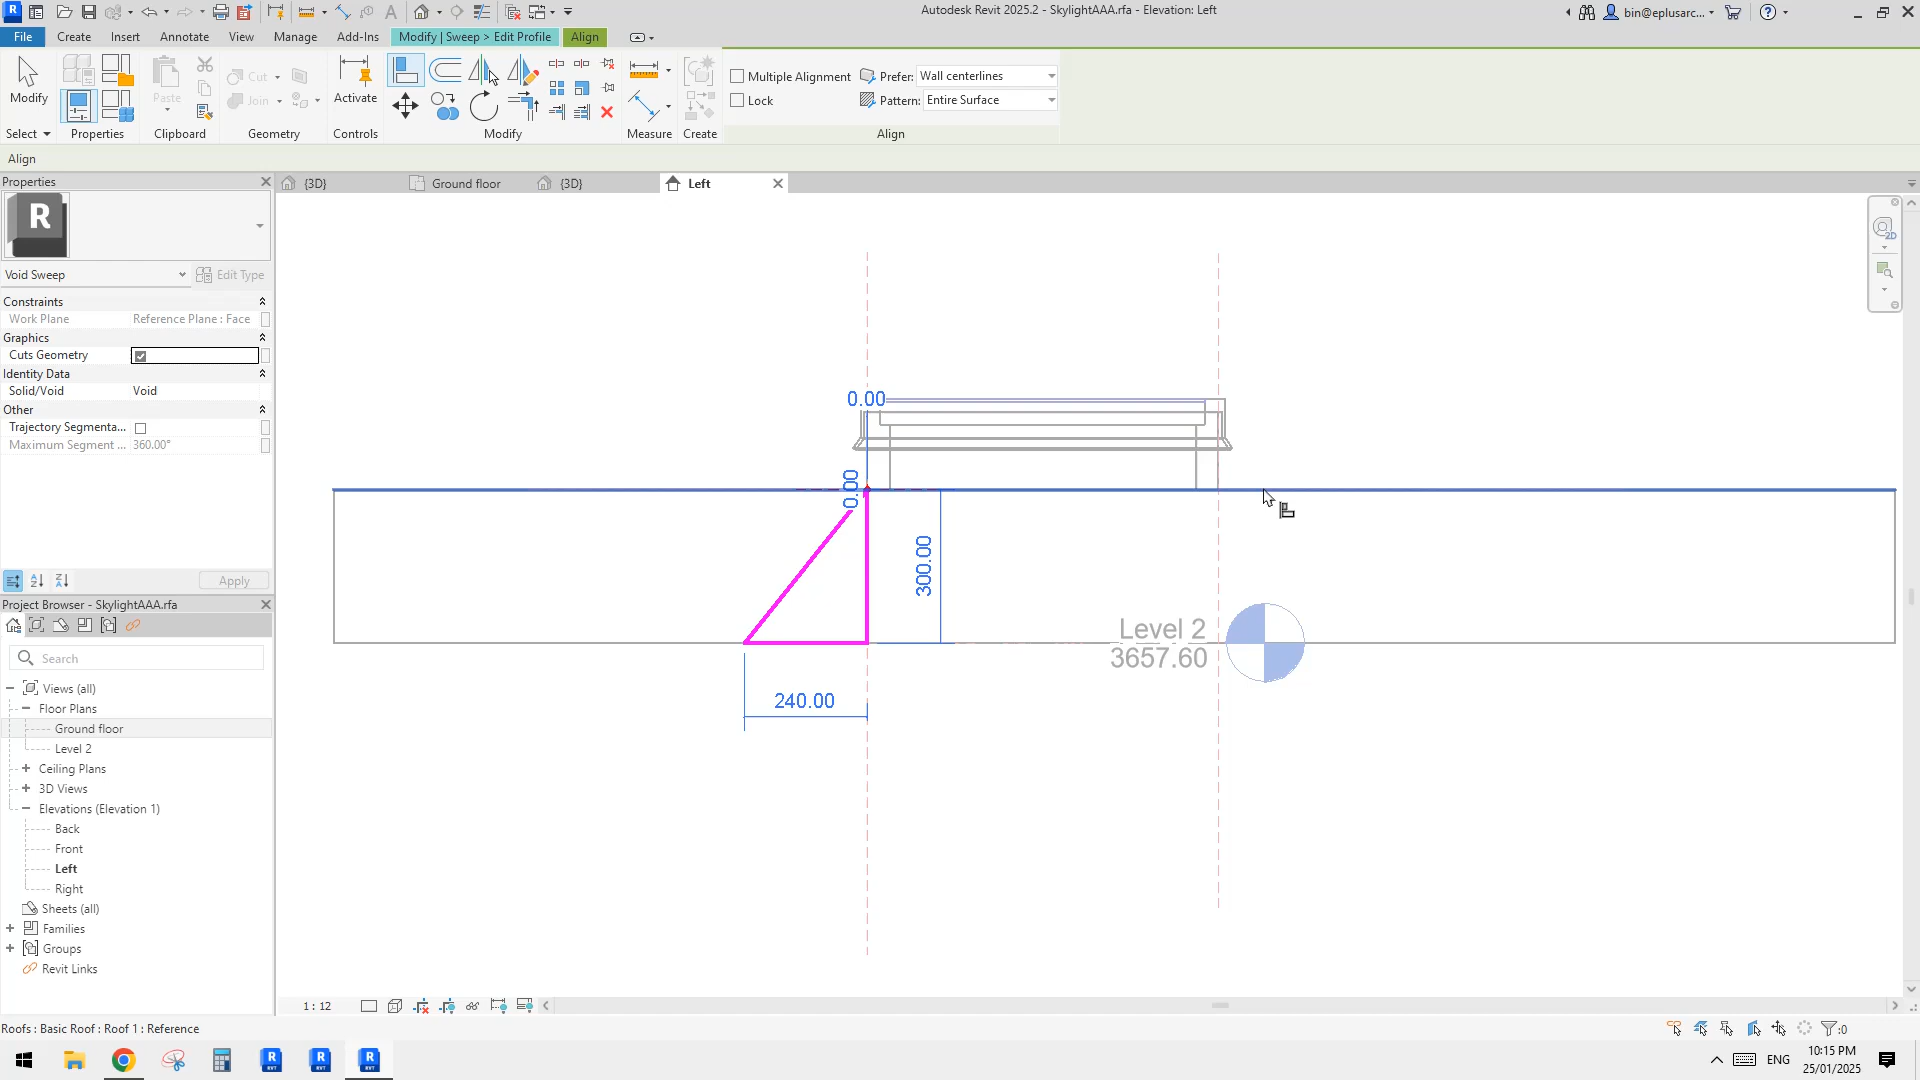 Autodesk Revit 2025.2 - SkylightAAA.rfa - Elevation: Left
bin@eplusarc...
File
Create
Insert
Annotate
View
Manage
Add-Ins
Modify | Sweep > Edit Profile
Align
Modify
Paste
Cut
Join
Activate
Multiple Alignment
Prefer:
Wall centerlines
Lock
Pattern:
Entire Surface
Select
Properties
Clipboard
Geometry
Controls
Modify
Measure
Create
Align
Align
Properties
{3D}
Ground floor
{3D}
Left
R
Void Sweep
Edit Type
Constraints
Work Plane
Reference Plane : Face
Graphics
Cuts Geometry
Identity Data
Solid/Void
Void
Other
Trajectory Segmenta...
Maximum Segment ...
360.00°
Apply
Project Browser - SkylightAAA.rfa
Search
Views (all)
Floor Plans
Ground floor
Level 2
Ceiling Plans
3D Views
Elevations (Elevation 1)
Back
Front
Left
Right
Sheets (all)
Families
Groups
Revit Links
0.00
0.00
300.00
240.00
Level 2
3657.60
2D
1 : 12
Roofs : Basic Roof : Roof 1 : Reference
:0
R
RVT
R
RVT
R
RVT
ENG
10:15 PM
25/01/2025